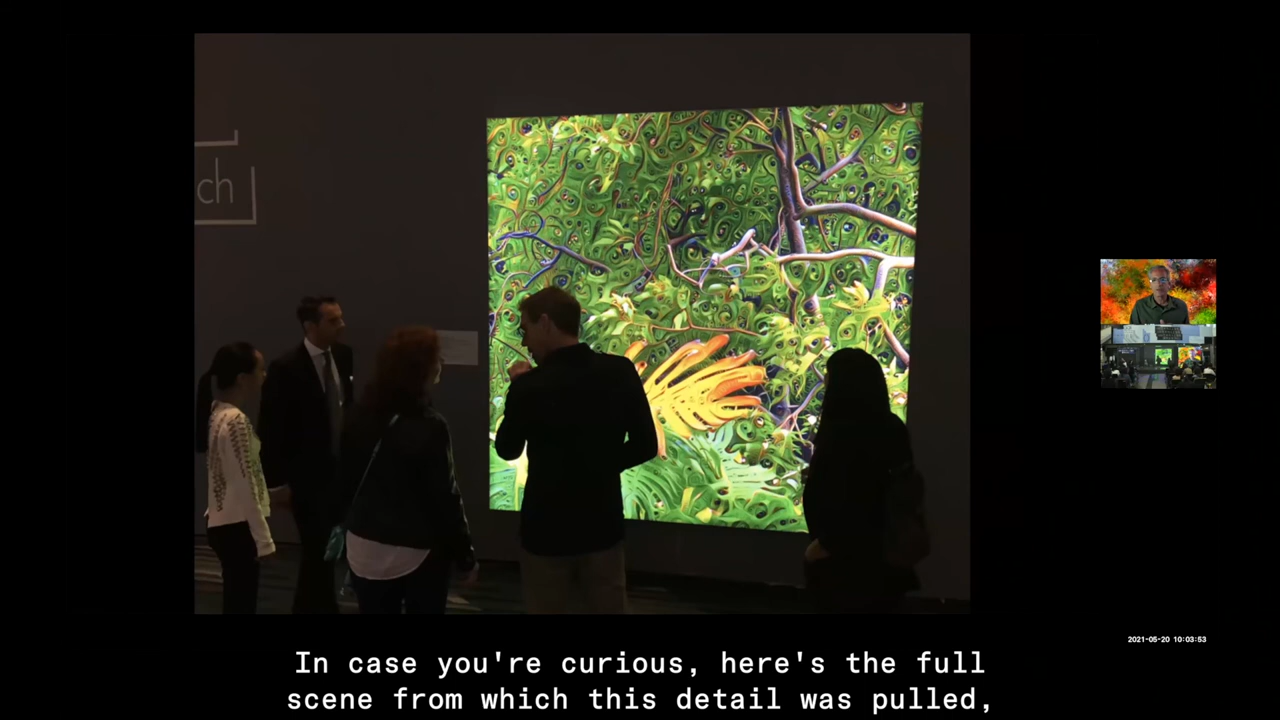 ch
2021-05-20 10:03:53
In case you're curious, here's the full
scene from which this detail was pulled,